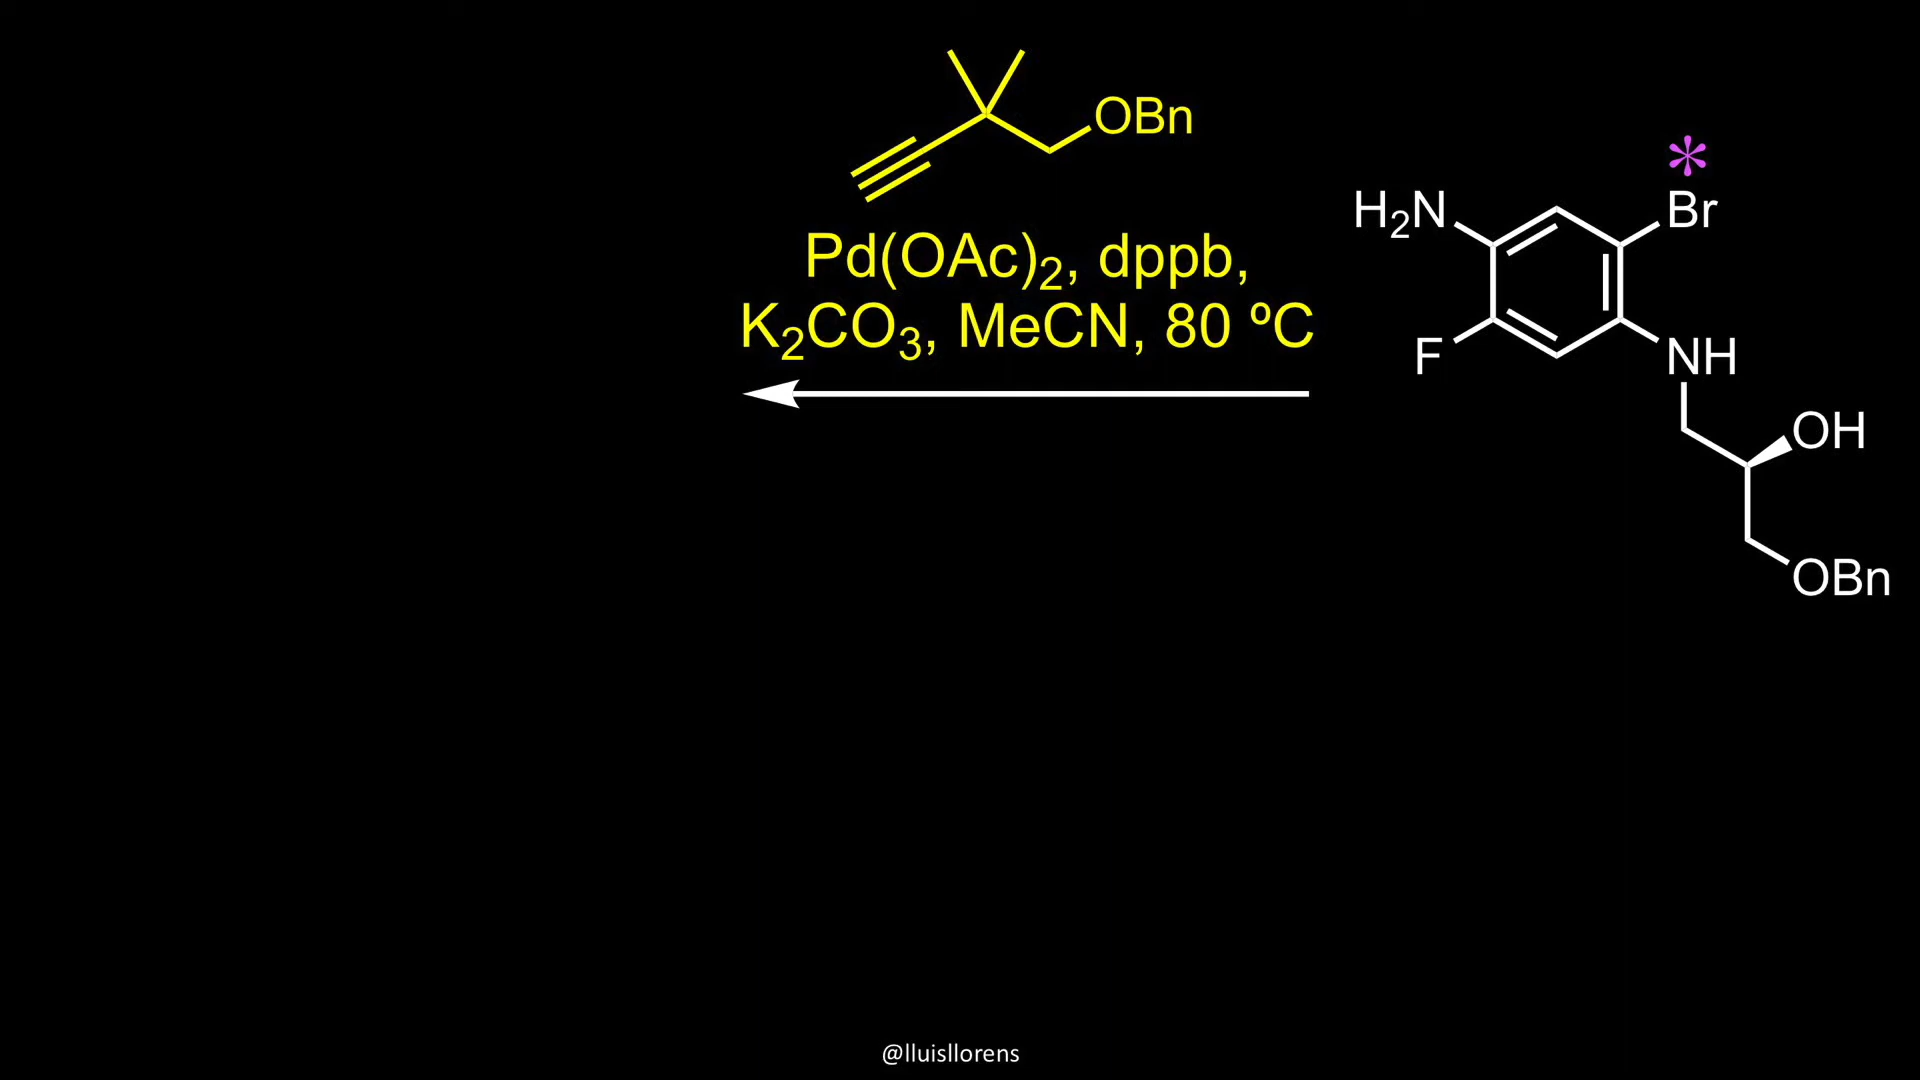 OBn
*
H₂N
Br
Pd(OAc)₂, dppb,
K₂CO₃, MeCN, 80 ºC
F
NH
OH
OBn
@lluisllorens